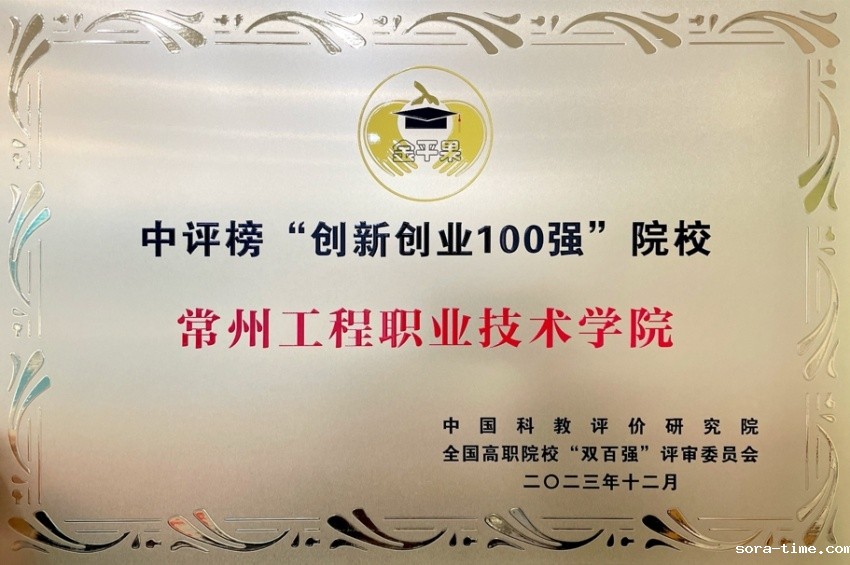 金平果
中评榜“创新创业100强”院校
常州工程职业技术学院
中国科教评价研究院
全国高职院校“双百强”评审委员会
二〇二三年十二月
sora-time.com